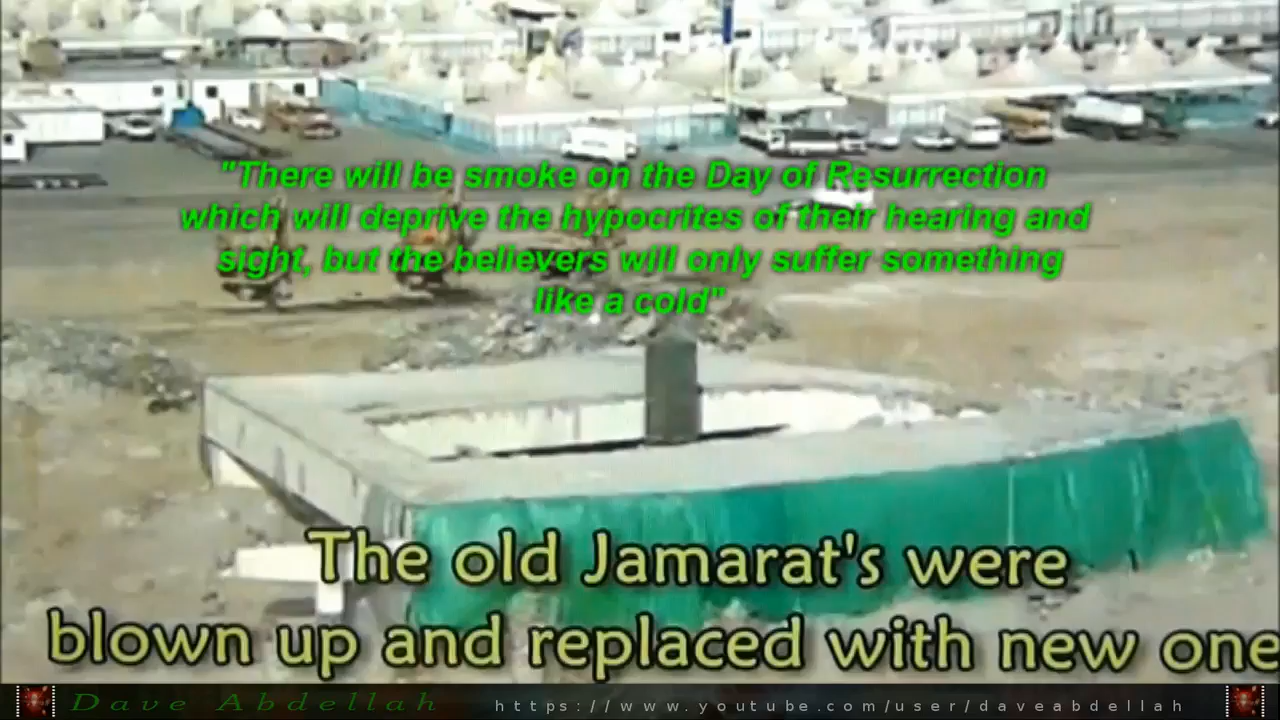 "There will be smoke on the Day of Resurrection
which will deprive the hypocrites of their hearing and
sight, but the believers will only suffer something
like a cold"
The old Jamarat's were
blown up and replaced with new one
Dave Abdellah
https://www.youtube.com/user/daveabdellah